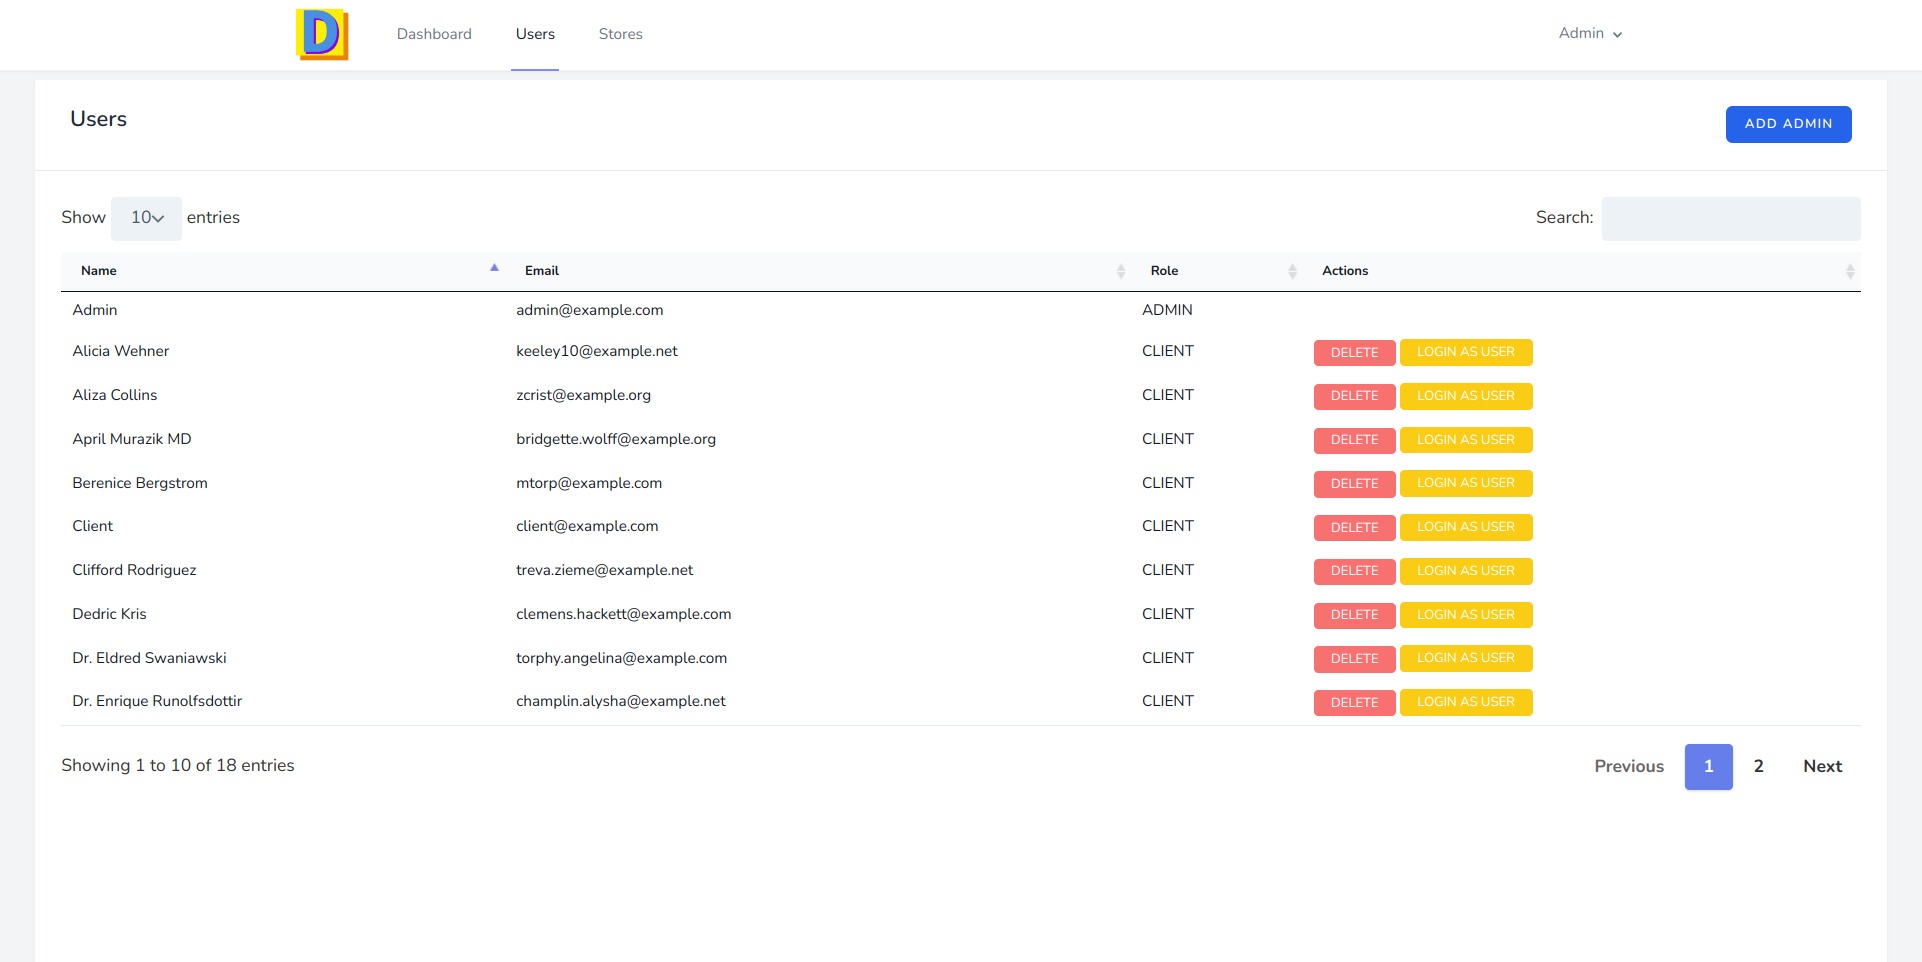 D Dashboard Users Stores Admin
Users
ADD ADMIN
Show 10 entries Search:
Name Email Role Actions
Admin admin@example.com ADMIN
Alicia Wehner keeley10@example.net CLIENT DELETE LOGIN AS USER
Aliza Collins zcrist@example.org CLIENT DELETE LOGIN AS USER
April Murazik MD bridgette.wolff@example.org CLIENT DELETE LOGIN AS USER
Berenice Bergstrom mtorp@example.com CLIENT DELETE LOGIN AS USER
Client client@example.com CLIENT DELETE LOGIN AS USER
Clifford Rodriguez treva.zieme@example.net CLIENT DELETE LOGIN AS USER
Dedric Kris clemens.hackett@example.com CLIENT DELETE LOGIN AS USER
Dr. Eldred Swaniawski torphy.angelina@example.com CLIENT DELETE LOGIN AS USER
Dr. Enrique Runolfsdottir champlin.alysha@example.net CLIENT DELETE LOGIN AS USER
Showing 1 to 10 of 18 entries Previous 1 2 Next